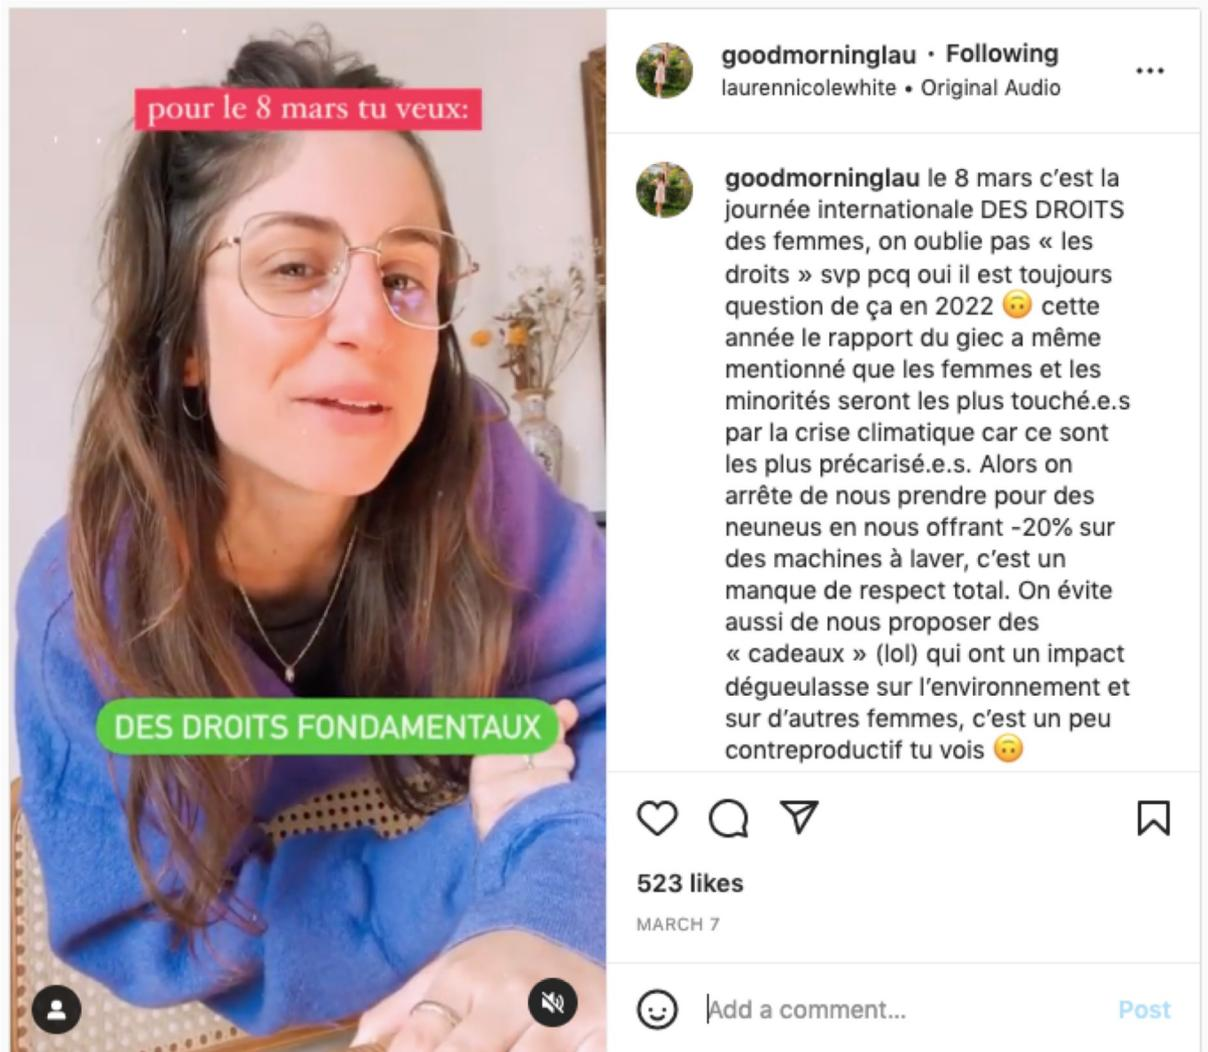 pour le 8 mars tu veux:
DES DROITS FONDAMENTAUX
goodmorninglau • Following
laurennicolewhite • Original Audio
goodmorninglau le 8 mars c’est la
journée internationale DES DROITS
des femmes, on oublie pas « les
droits » svp pcq oui il est toujours
question de ça en 2022 🙃 cette
année le rapport du giec a même
mentionné que les femmes et les
minorités seront les plus touché.e.s
par la crise climatique car ce sont
les plus précarisé.e.s. Alors on
arrête de nous prendre pour des
neuneus en nous offrant -20% sur
des machines à laver, c’est un
manque de respect total. On évite
aussi de nous proposer des
« cadeaux » (lol) qui ont un impact
dégueulasse sur l’environnement et
sur d’autres femmes, c’est un peu
contreproductif tu vois 🙃
523 likes
MARCH 7
Add a comment...
Post